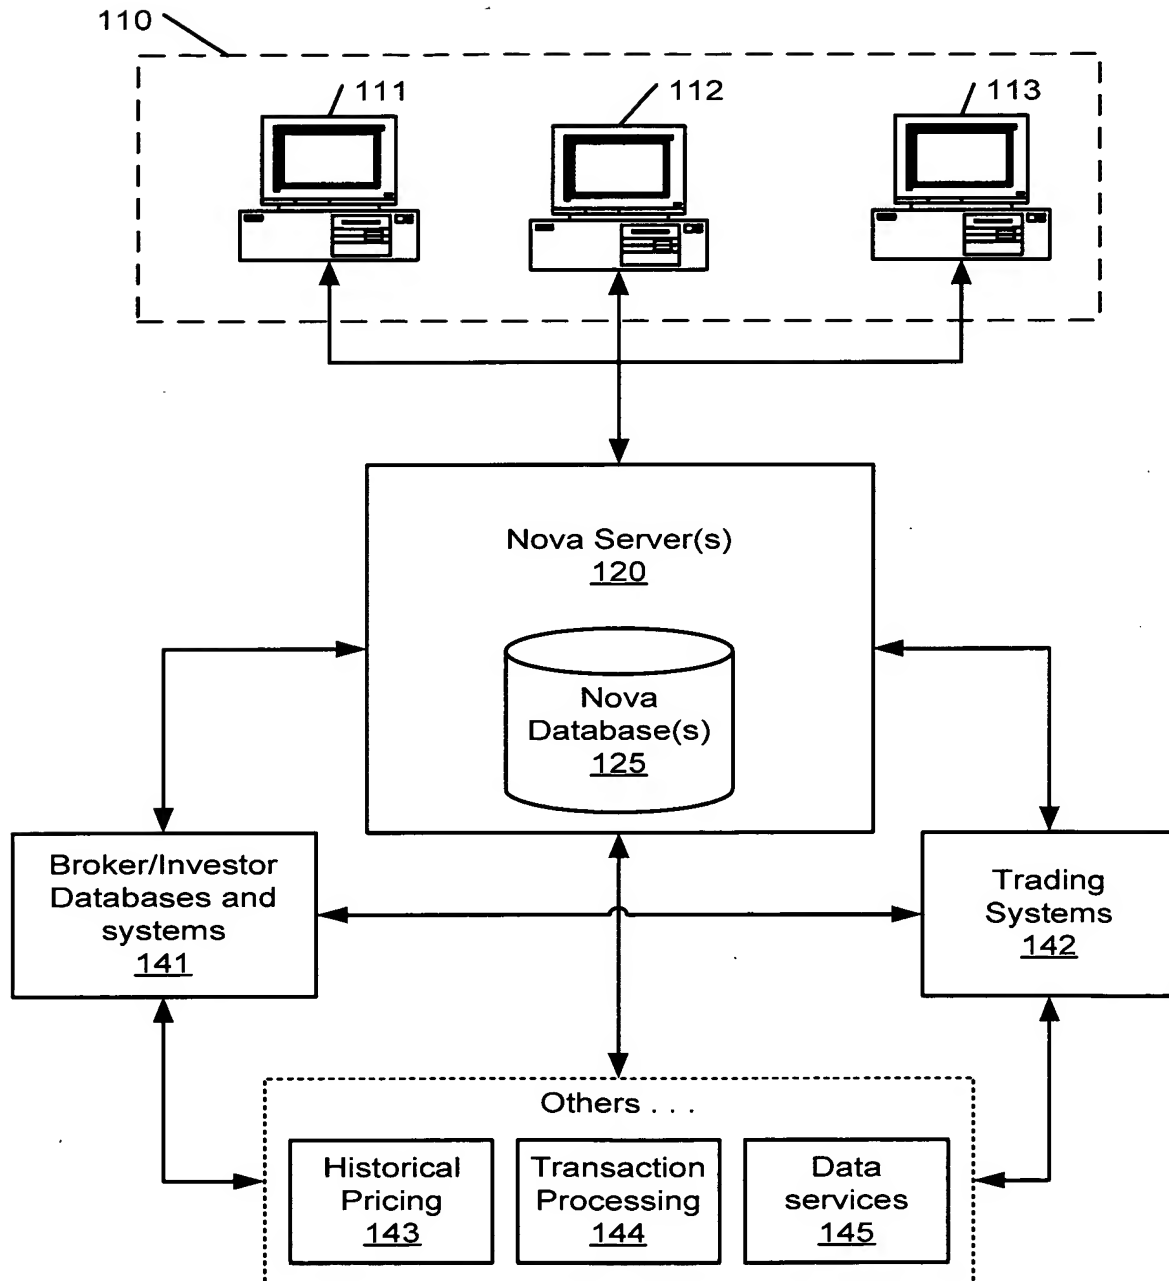 110
111
112
113
Nova Server(s)
120
Nova
Database(s)
125
Broker/Investor
Databases and
systems
141
Trading
Systems
142
Others . . .
Historical
Pricing
143
Transaction
Processing
144
Data
services
145